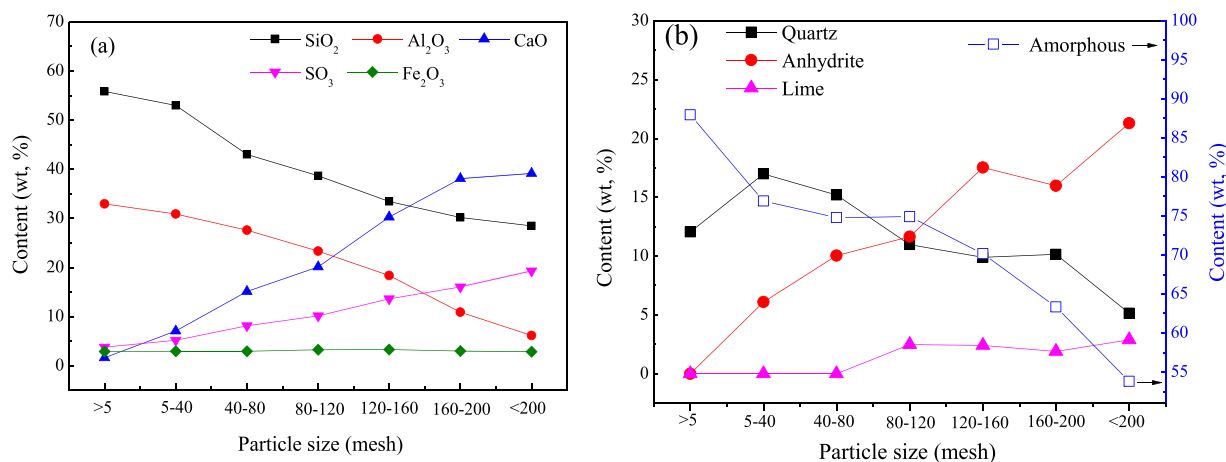 (a)
SiO₂ Al₂O₃ CaO
SO₃ Fe₂O₃
70
60
50
40
30
20
10
0
Content (wt, %)
>5 5-40 40-80 80-120 120-160 160-200 <200
Particle size (mesh)
(b)
Quartz
Anhydrite
Lime
Amorphous
30
25
20
15
10
5
0
Content (wt, %)
100
95
90
85
80
75
70
65
60
55
Content (wt, %)
>5 5-40 40-80 80-120 120-160 160-200 <200
Particle size (mesh)